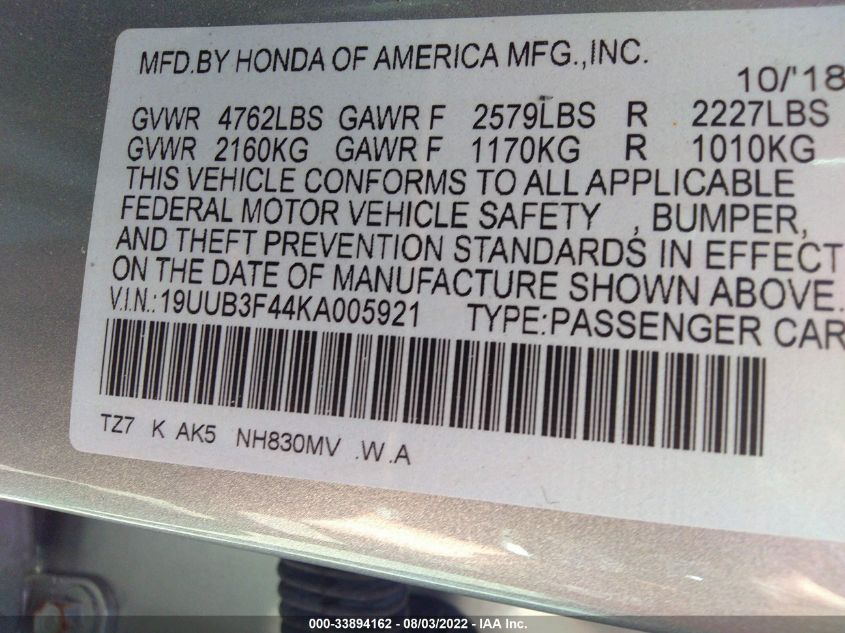 MFD.BY HONDA OF AMERICA MFG.,INC.
10/'18
GVWR 4762LBS GAWR F 2579LBS R 2227LBS
GVWR 2160KG GAWR F 1170KG R 1010KG
THIS VEHICLE CONFORMS TO ALL APPLICABLE
FEDERAL MOTOR VEHICLE SAFETY , BUMPER,
AND THEFT PREVENTION STANDARDS IN EFFECT
ON THE DATE OF MANUFACTURE SHOWN ABOVE.
V.I.N.:19UUB3F44KA005921 TYPE:PASSENGER CAR
TZ7 K AK5 NH830MV .W.A
000-33894162 - 08/03/2022 - IAA Inc.